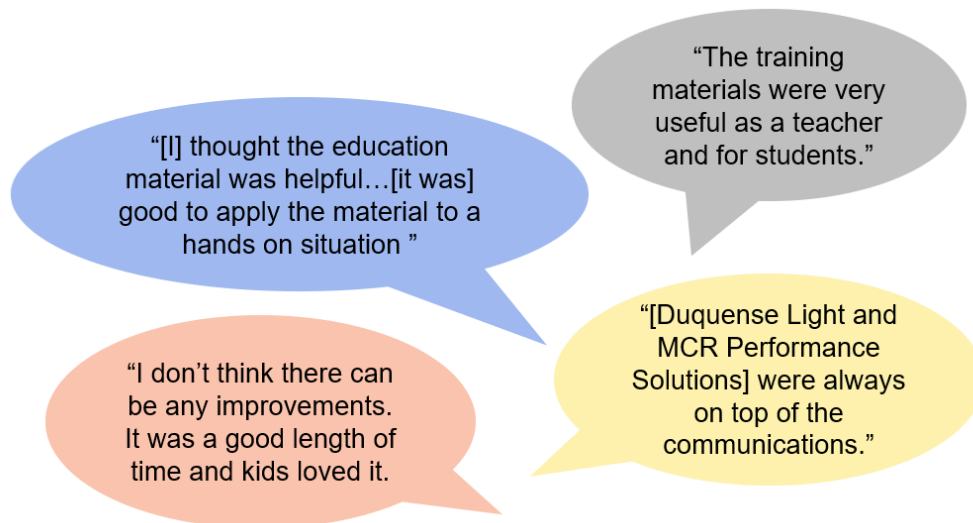 “The training
materials were very
useful as a teacher
and for students.”
“[I] thought the education
material was helpful…[it was]
good to apply the material to a
hands on situation ”
“[Duquense Light and
MCR Performance
Solutions] were always
on top of the
communications.”
“I don’t think there can
be any improvements.
It was a good length of
time and kids loved it.